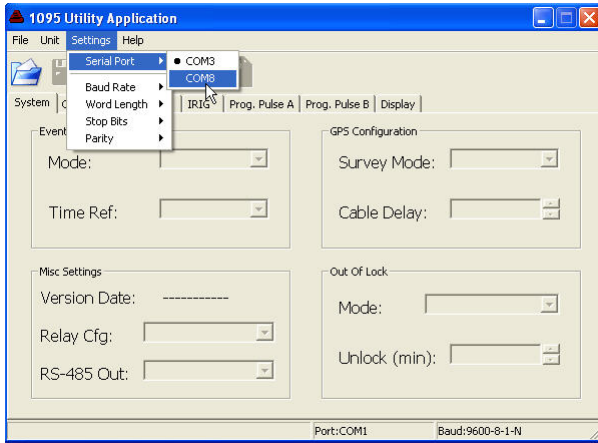 1095 Utility Application
File Unit Settings Help
Serial Port COM3
COM8
Baud Rate
Word Length
Stop Bits
Parity
System IRIG Prog. Pulse A Prog. Pulse B Display
Event GPS Configuration
Mode: Survey Mode:
Time Ref: Cable Delay:
Misc Settings Out Of Lock
Version Date: -----------
Mode:
Relay Cfg:
Unlock (min):
RS-485 Out:
Port:COM1 Baud:9600-8-1-N